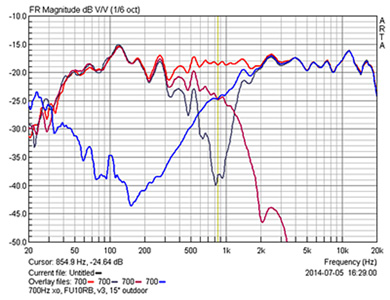 FR Magnitude dB V/V (1/6 oct)
-10.0
-15.0
-20.0
-25.0
-30.0
-35.0
-40.0
-45.0
-50.0
ARTA
20 50 100 200 500 1k 2k 5k 10k 20k
Cursor: 854.9 Hz, -24.64 dB Frequency (Hz)
Current file: Untitled 2014-07-05 16:29:00
Overlay files: 700 700 700 700
700Hz xo, FU10RB, v3, 15" outdoor